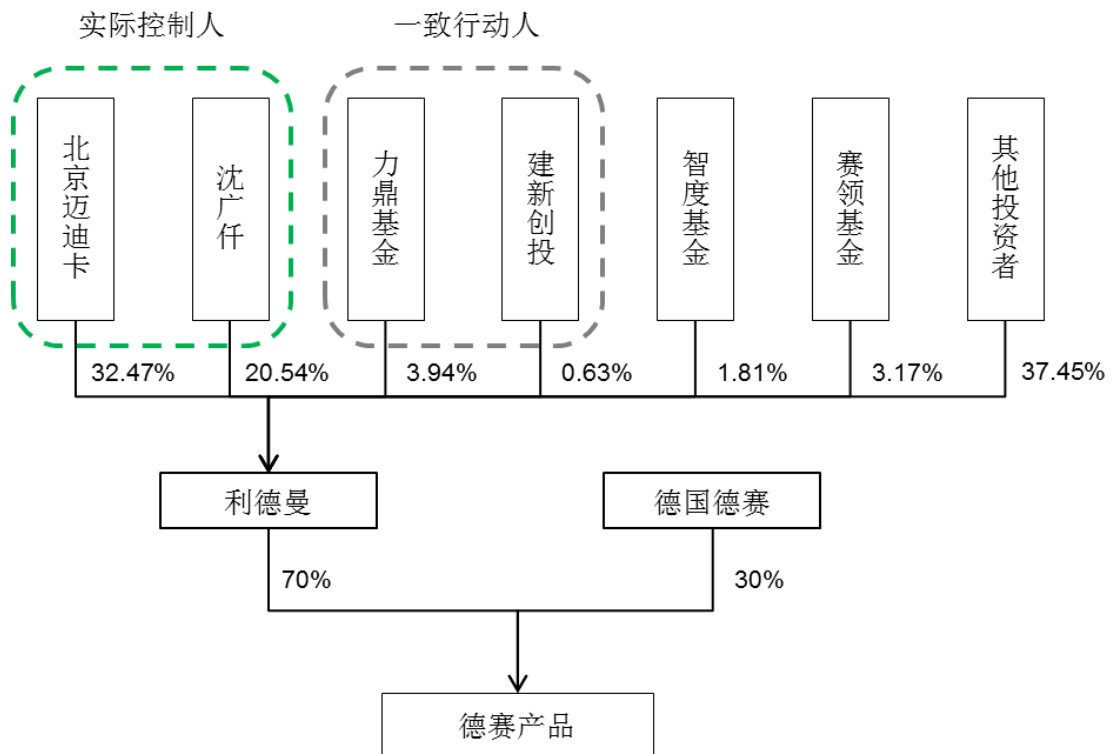 实际控制人
一致行动人
北京迈迪卡
沈广仟
力鼎基金
建新创投
智度基金
赛领基金
其他投资者
32.47%
20.54%
3.94%
0.63%
1.81%
3.17%
37.45%
利德曼
德国德赛
70%
30%
德赛产品